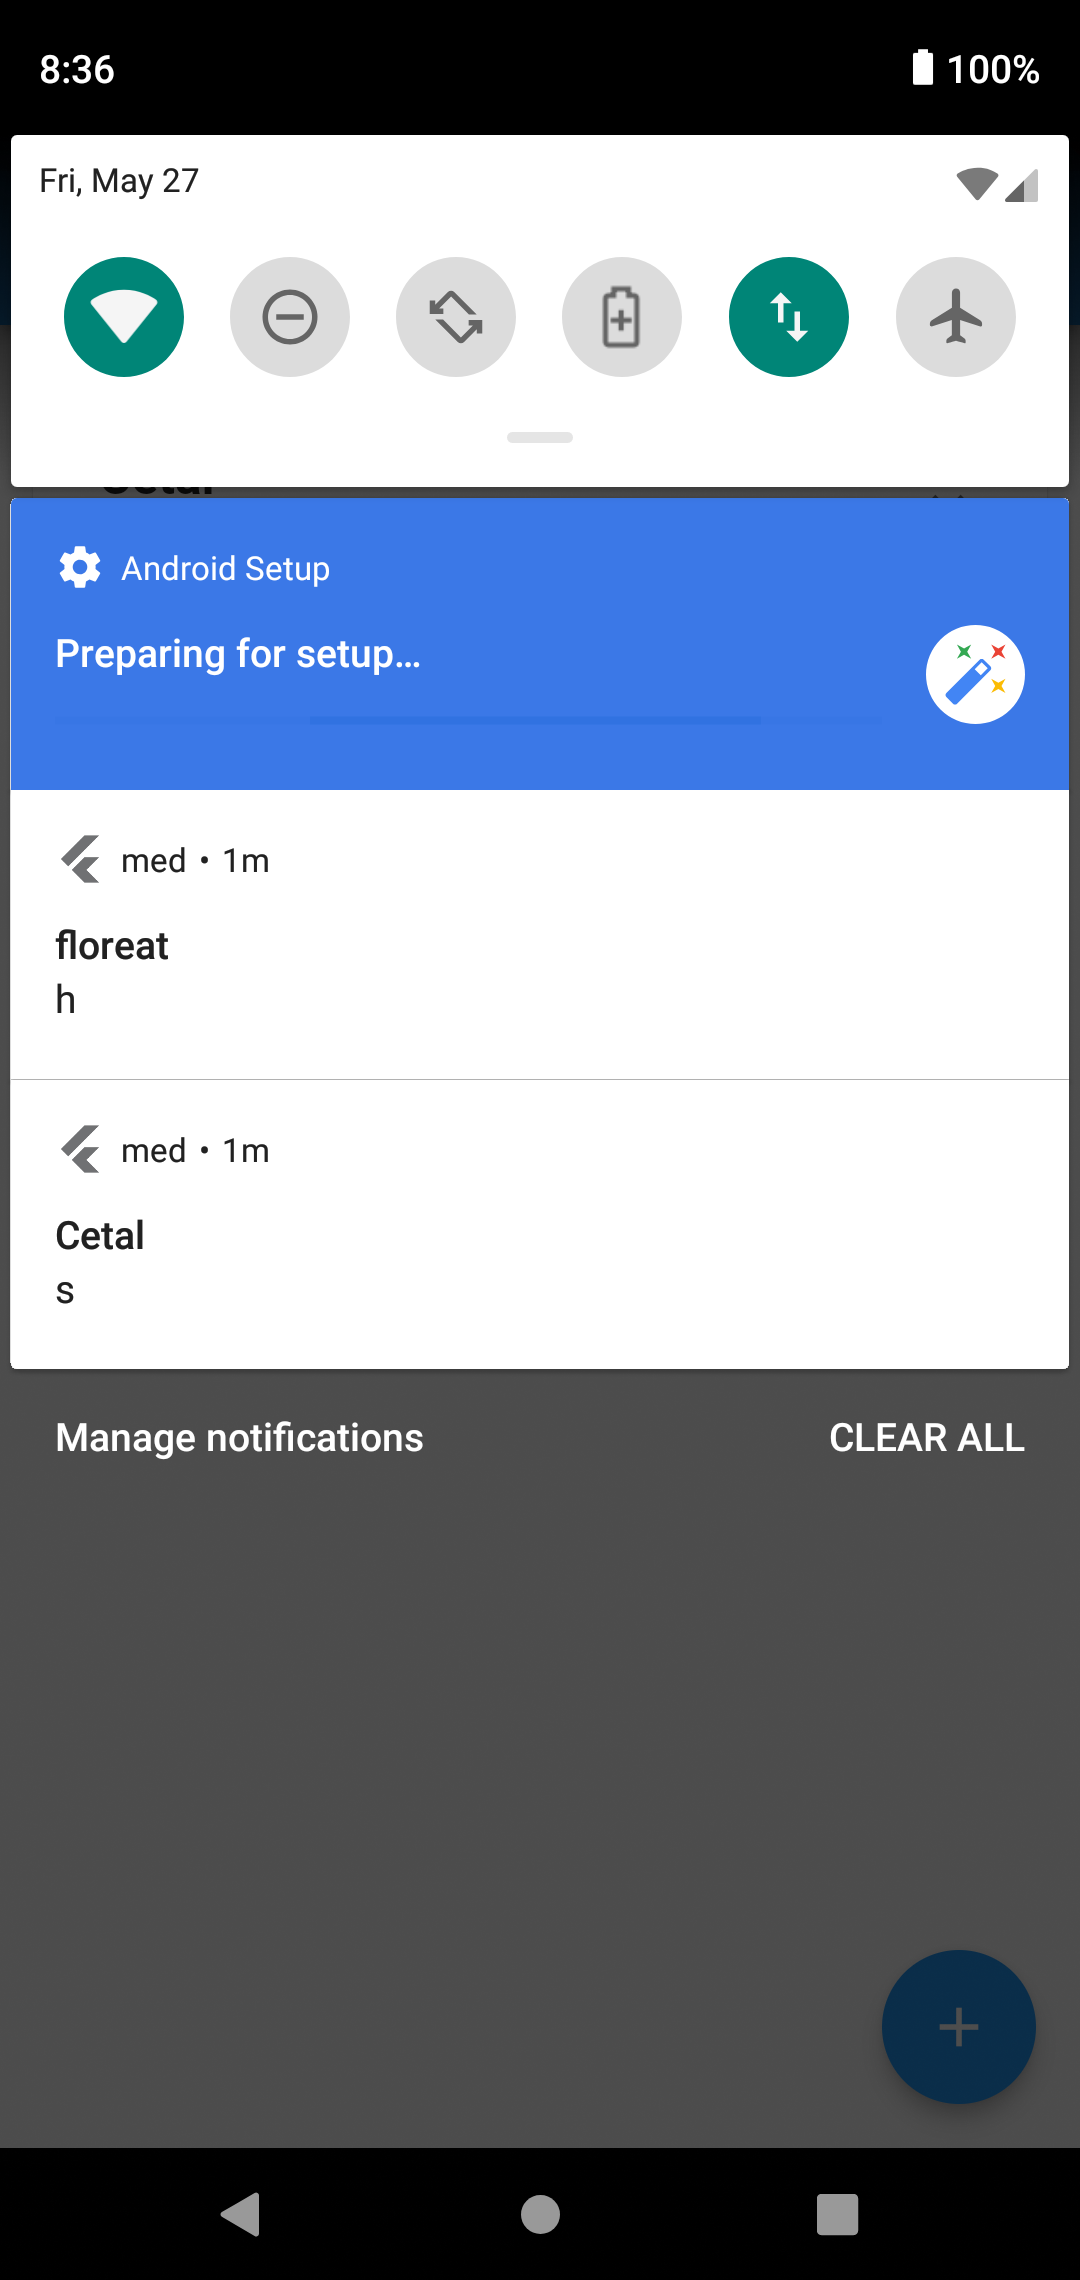 8:36
100%
Fri, May 27
Android Setup
Preparing for setup…
med • 1m
floreat
h
med • 1m
Cetal
s
Manage notifications
CLEAR ALL